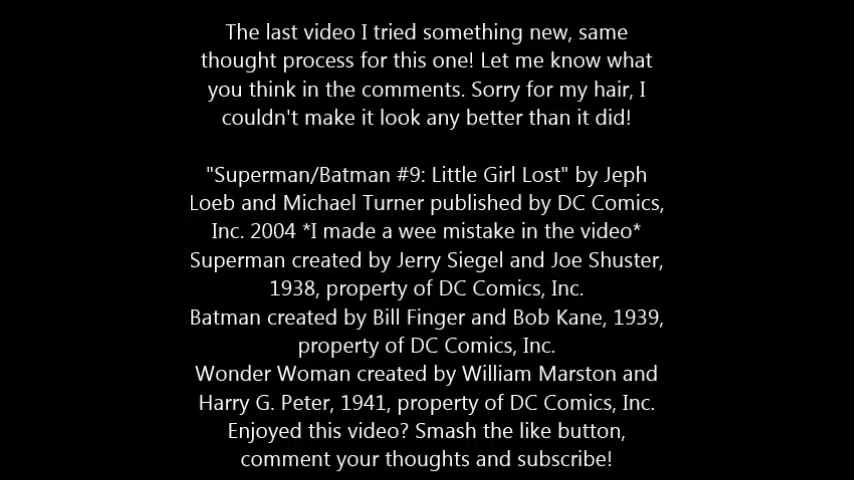 The last video I tried something new, same
thought process for this one! Let me know what
you think in the comments. Sorry for my hair, I
couldn't make it look any better than it did!
"Superman/Batman #9: Little Girl Lost" by Jeph
Loeb and Michael Turner published by DC Comics,
Inc. 2004 *I made a wee mistake in the video*
Superman created by Jerry Siegel and Joe Shuster,
1938, property of DC Comics, Inc.
Batman created by Bill Finger and Bob Kane, 1939,
property of DC Comics, Inc.
Wonder Woman created by William Marston and
Harry G. Peter, 1941, property of DC Comics, Inc.
Enjoyed this video? Smash the like button,
comment your thoughts and subscribe!